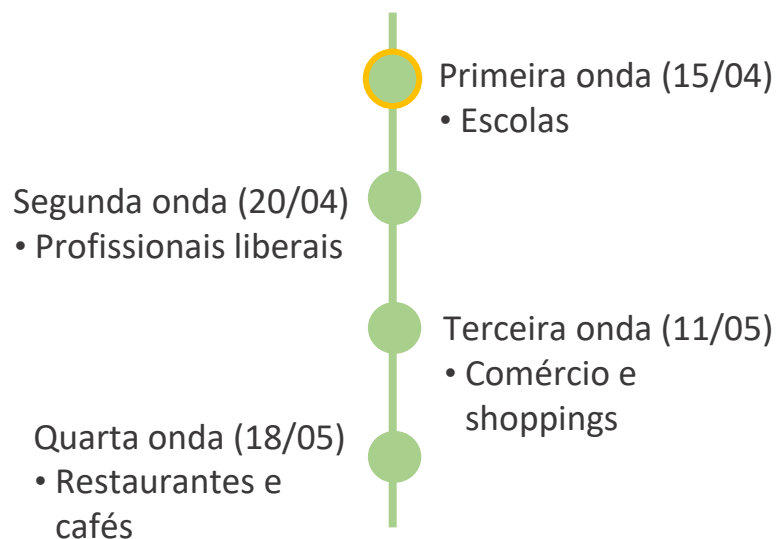 Primeira onda (15/04)
• Escolas
Segunda onda (20/04)
• Profissionais liberais
Terceira onda (11/05)
• Comércio e
shoppings
Quarta onda (18/05)
• Restaurantes e
cafés